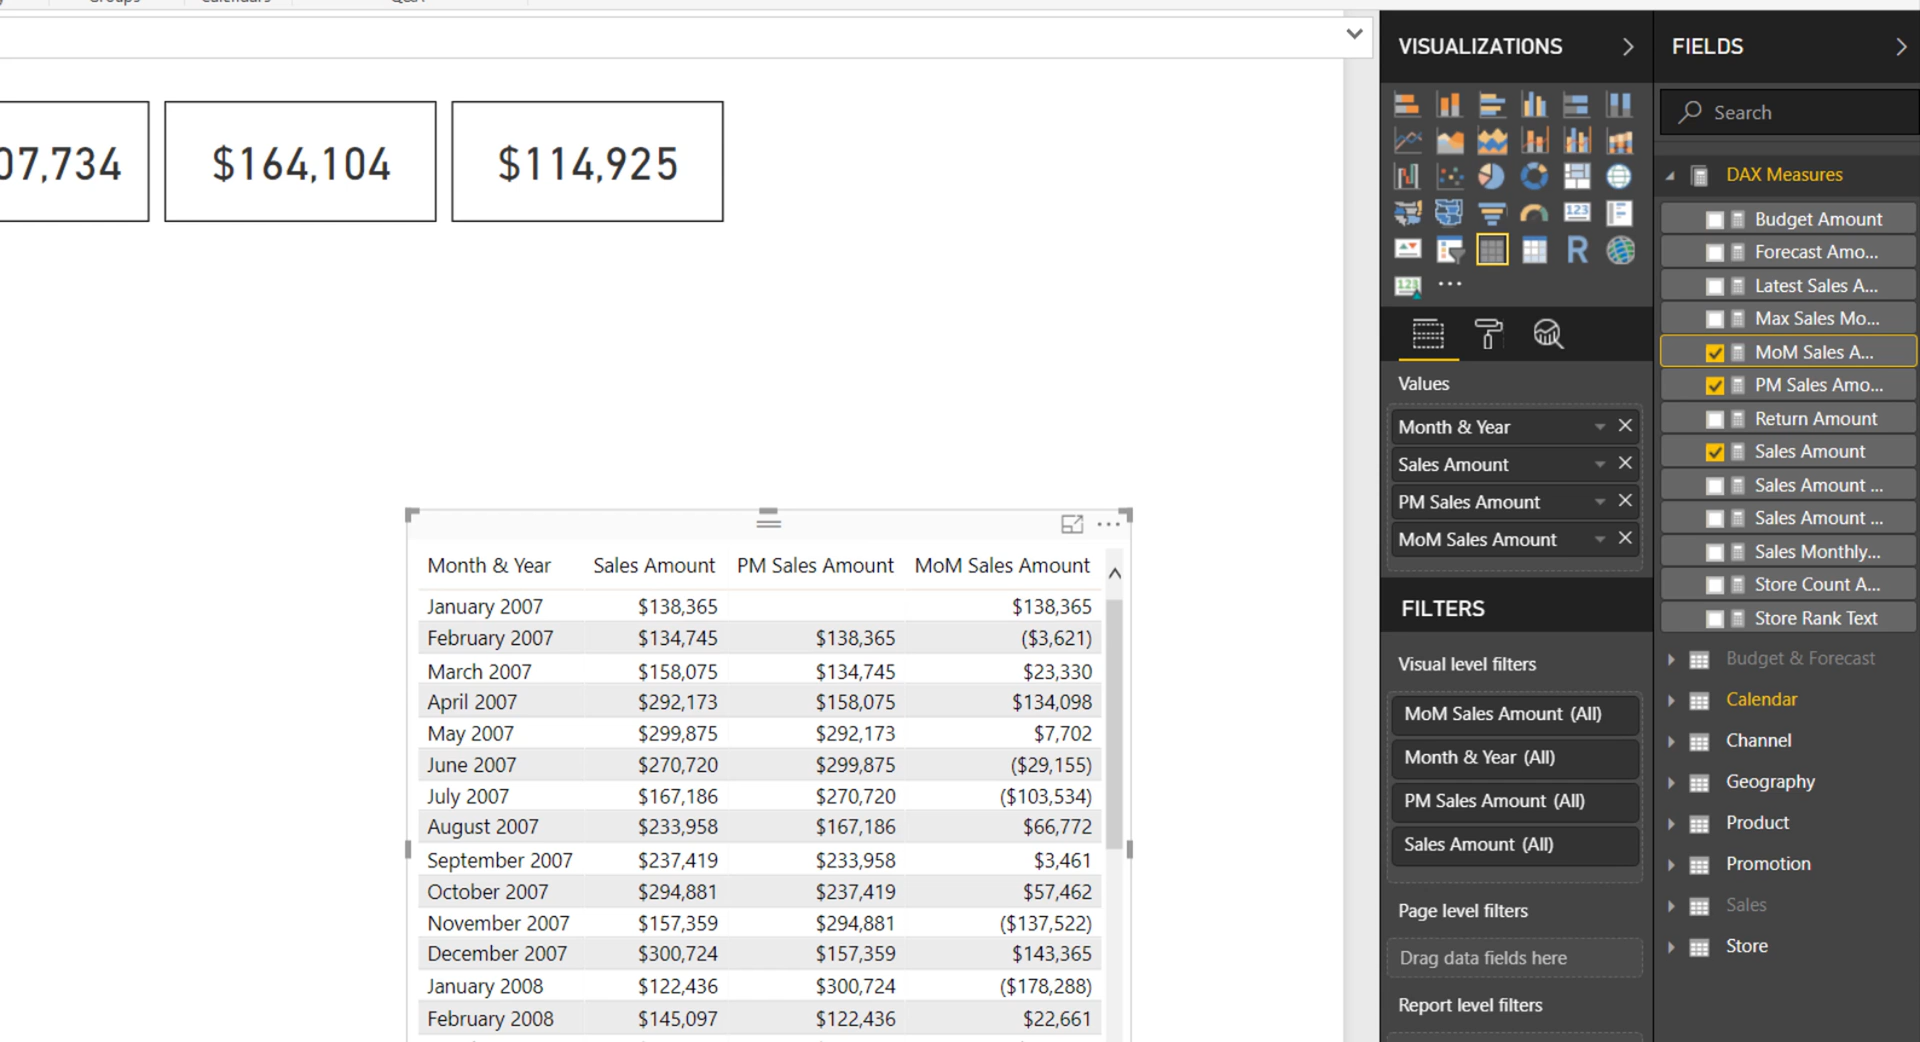 Groups
Calendars
Q&A
07,734
$164,104
$114,925
Month & Year Sales Amount PM Sales Amount MoM Sales Amount
January 2007 $138,365 $138,365
February 2007 $134,745 $138,365 ($3,621)
March 2007 $158,075 $134,745 $23,330
April 2007 $292,173 $158,075 $134,098
May 2007 $299,875 $292,173 $7,702
June 2007 $270,720 $299,875 ($29,155)
July 2007 $167,186 $270,720 ($103,534)
August 2007 $233,958 $167,186 $66,772
September 2007 $237,419 $233,958 $3,461
October 2007 $294,881 $237,419 $57,462
November 2007 $157,359 $294,881 ($137,522)
December 2007 $300,724 $157,359 $143,365
January 2008 $122,436 $300,724 ($178,288)
February 2008 $145,097 $122,436 $22,661
VISUALIZATIONS
123
R
123
Values
Month & Year
Sales Amount
PM Sales Amount
MoM Sales Amount
FILTERS
Visual level filters
MoM Sales Amount (All)
Month & Year (All)
PM Sales Amount (All)
Sales Amount (All)
Page level filters
Drag data fields here
Report level filters
FIELDS
Search
DAX Measures
Budget Amount
Forecast Amo...
Latest Sales A...
Max Sales Mo...
MoM Sales A...
PM Sales Amo...
Return Amount
Sales Amount
Sales Amount ...
Sales Amount ...
Sales Monthly...
Store Count A...
Store Rank Text
Budget & Forecast
Calendar
Channel
Geography
Product
Promotion
Sales
Store